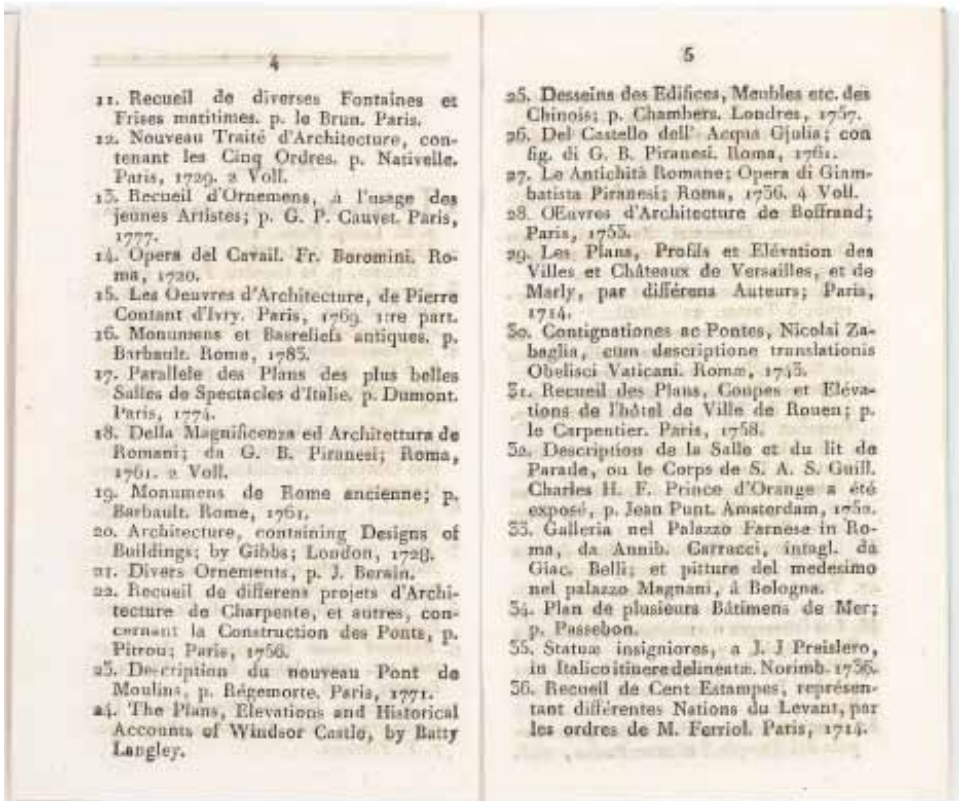 4
11. Recueil de diverses Fontaines et
Frises maritimes. p. le Brun. Paris.
12. Nouveau Traité d'Architecture, con-
tenant les Cinq Ordres. p. Nativelle.
Paris, 1729. 2 Voll.
13. Recueil d'Ornemens, á l'usage des
jeunes Artistes; p. G. P. Cauvet. Paris,
1777.
14. Opera del Cavail. Fr. Boromini. Ro-
ma, 1720.
15. Les Oeuvres d'Architecture, de Pierre
Contant d'Ivry. Paris, 1769. 1re part.
16. Monumens et Basreliefs antiques. p.
Barbault. Rome, 1783.
17. Parallele des Plans des plus belles
Salles de Spectacles d'Italie. p. Dumont.
Paris, 1774.
18. Della Magnificenza ed Architettura de
Romani; da G. B. Piranesi; Roma,
1761. 2 Voll.
19. Monumens de Rome ancienne; p.
Barbault. Rome, 1761.
20. Architecture, containing Designs of
Buildings; by Gibbs; London, 1728.
21. Divers Ornements, p. J. Berain.
22. Recueil de differens projets d'Archi-
tecture de Charpente, et autres, con-
cernant la Construction des Ponts, p.
Pitrou; Paris, 1756.
23. Description du nouveau Pont de
Moulins, p. Régemorte. Paris, 1771.
24. The Plans, Elevations and Historical
Accounts of Windsor Castle, by Batty
Langley.
5
25. Desseins des Edifices, Meubles etc. des
Chinois; p. Chambers. Londres, 1757.
26. Del Castello dell' Acqua Gjulia; con
fig. di G. B. Piranesi. Roma, 1761.
27. Le Antichità Romane; Opera di Giam-
batista Piranesi; Roma, 1756. 4 Voll.
28. OEuvres d'Architecture de Boffrand;
Paris, 1753.
29. Les Plans, Profils et Elévation des
Villes et Châteaux de Versailles, et de
Marly, par différens Auteurs; Paris,
1714.
30. Contignationes ac Pontes, Nicolai Za-
baglia, cum descriptione translationis
Obelisci Vaticani. Romæ, 1743.
31. Recueil des Plans, Coupes et Eléva-
tions de l'hôtel de Ville de Rouen; p.
le Carpentier. Paris, 1758.
32. Description de la Salle et du lit de
Parade, ou le Corps de S. A. S. Guill.
Charles H. F. Prince d'Orange a été
exposé, p. Jean Punt. Amsterdam, 1752.
33. Galleria nel Palazzo Farnese in Ro-
ma, da Annib. Carracci, intagl. da
Giac. Belli; et pitture del medesimo
nel palazzo Magnani, á Bologna.
34. Plan de plusieurs Bâtimens de Mer;
p. Passebon.
35. Statuæ insigniores, a J. J Preislero,
in Italico itinere delineatæ. Norimb. 1736.
36. Recueil de Cent Estampes, représen-
tant différentes Nations du Levant, par
les ordres de M. Ferriol. Paris, 1714.